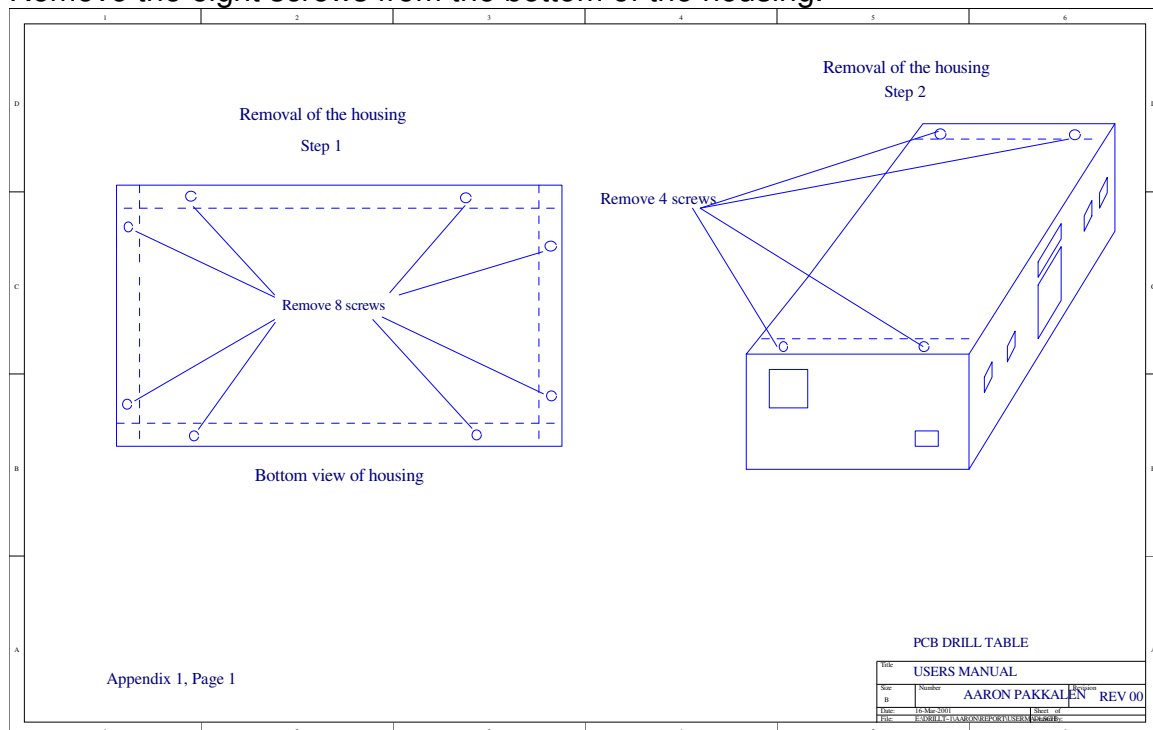 Remove the eight screws from the bottom of the housing.
1 2 3 4 5 6
D
C
B
A
Removal of the housing
Step 1
Remove 8 screws
Bottom view of housing
Removal of the housing
Step 2
Remove 4 screws
Appendix 1, Page 1
PCB DRILL TABLE
Title
USERS MANUAL
Size
B
Number
AARON PAKKALEN
Revision
REV 00
Date:
16-Mar-2001
Sheet of
File: